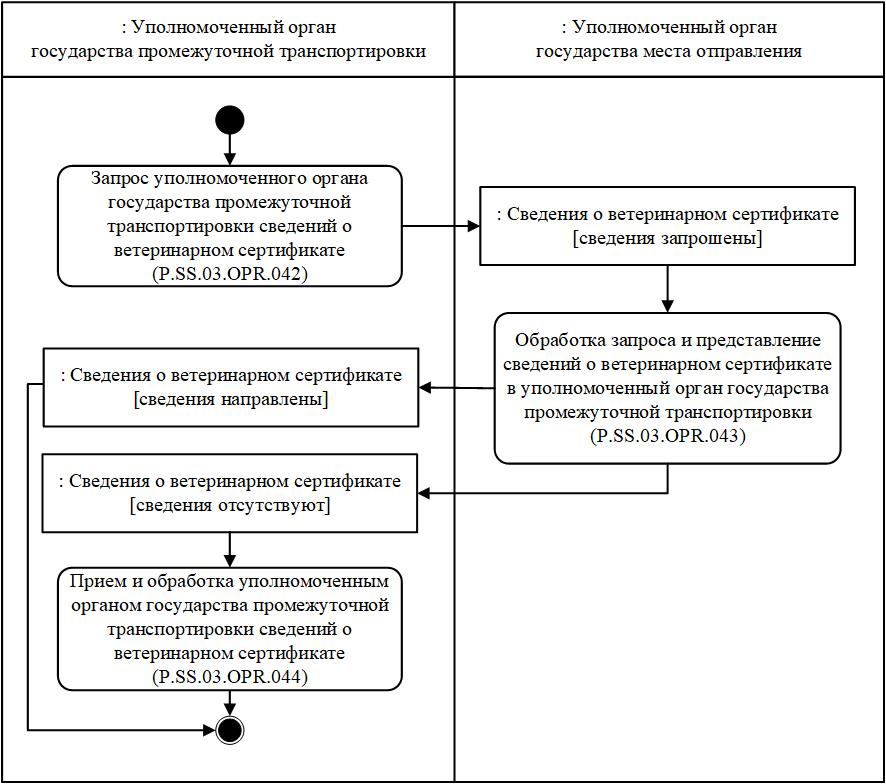 : Уполномоченный орган
государства промежуточной транспортировки
: Уполномоченный орган
государства места отправления
Запрос уполномоченного органа
государства промежуточной
транспортировки сведений о
ветеринарном сертификате
(P.SS.03.OPR.042)
: Сведения о ветеринарном сертификате
[сведения запрошены]
Обработка запроса и представление
сведений о ветеринарном сертификате
в уполномоченный орган государства
промежуточной транспортировки
(P.SS.03.OPR.043)
: Сведения о ветеринарном сертификате
[сведения направлены]
: Сведения о ветеринарном сертификате
[сведения отсутствуют]
Прием и обработка уполномоченным
органом государства промежуточной
транспортировки сведений о
ветеринарном сертификате
(P.SS.03.OPR.044)